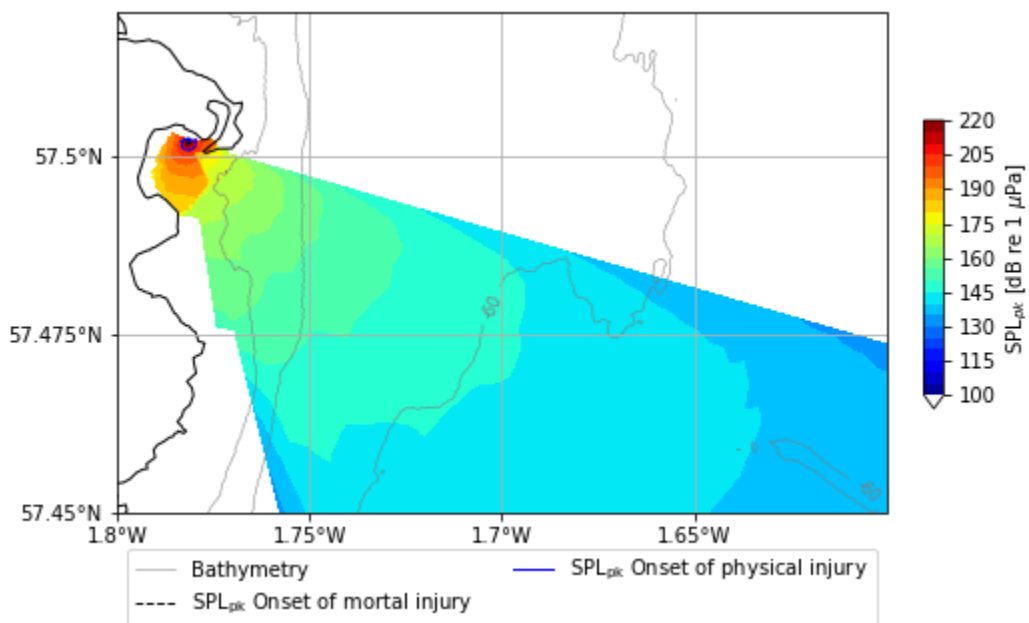 57.5°N
57.475°N
57.45°N
1.8°W
1.75°W
1.7°W
1.65°W
60
60
220
205
190
175
160
145
130
115
100
SPLpk [dB re 1 μPa]
Bathymetry
SPLpk Onset of mortal injury
SPLpk Onset of physical injury